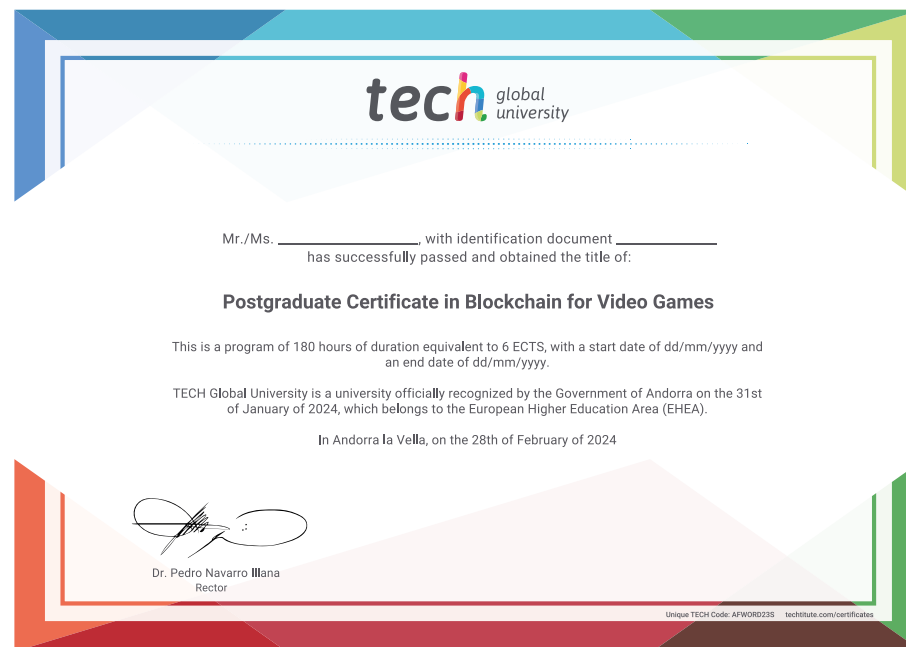 tech global
university
Mr./Ms. ____________________, with identification document ______________
has successfully passed and obtained the title of:
Postgraduate Certificate in Blockchain for Video Games
This is a program of 180 hours of duration equivalent to 6 ECTS, with a start date of dd/mm/yyyy and
an end date of dd/mm/yyyy.
TECH Global University is a university officially recognized by the Government of Andorra on the 31st
of January of 2024, which belongs to the European Higher Education Area (EHEA).
In Andorra la Vella, on the 28th of February of 2024
Dr. Pedro Navarro Illana
Rector
Unique TECH Code: AFWORD23S techtitute.com/certificates